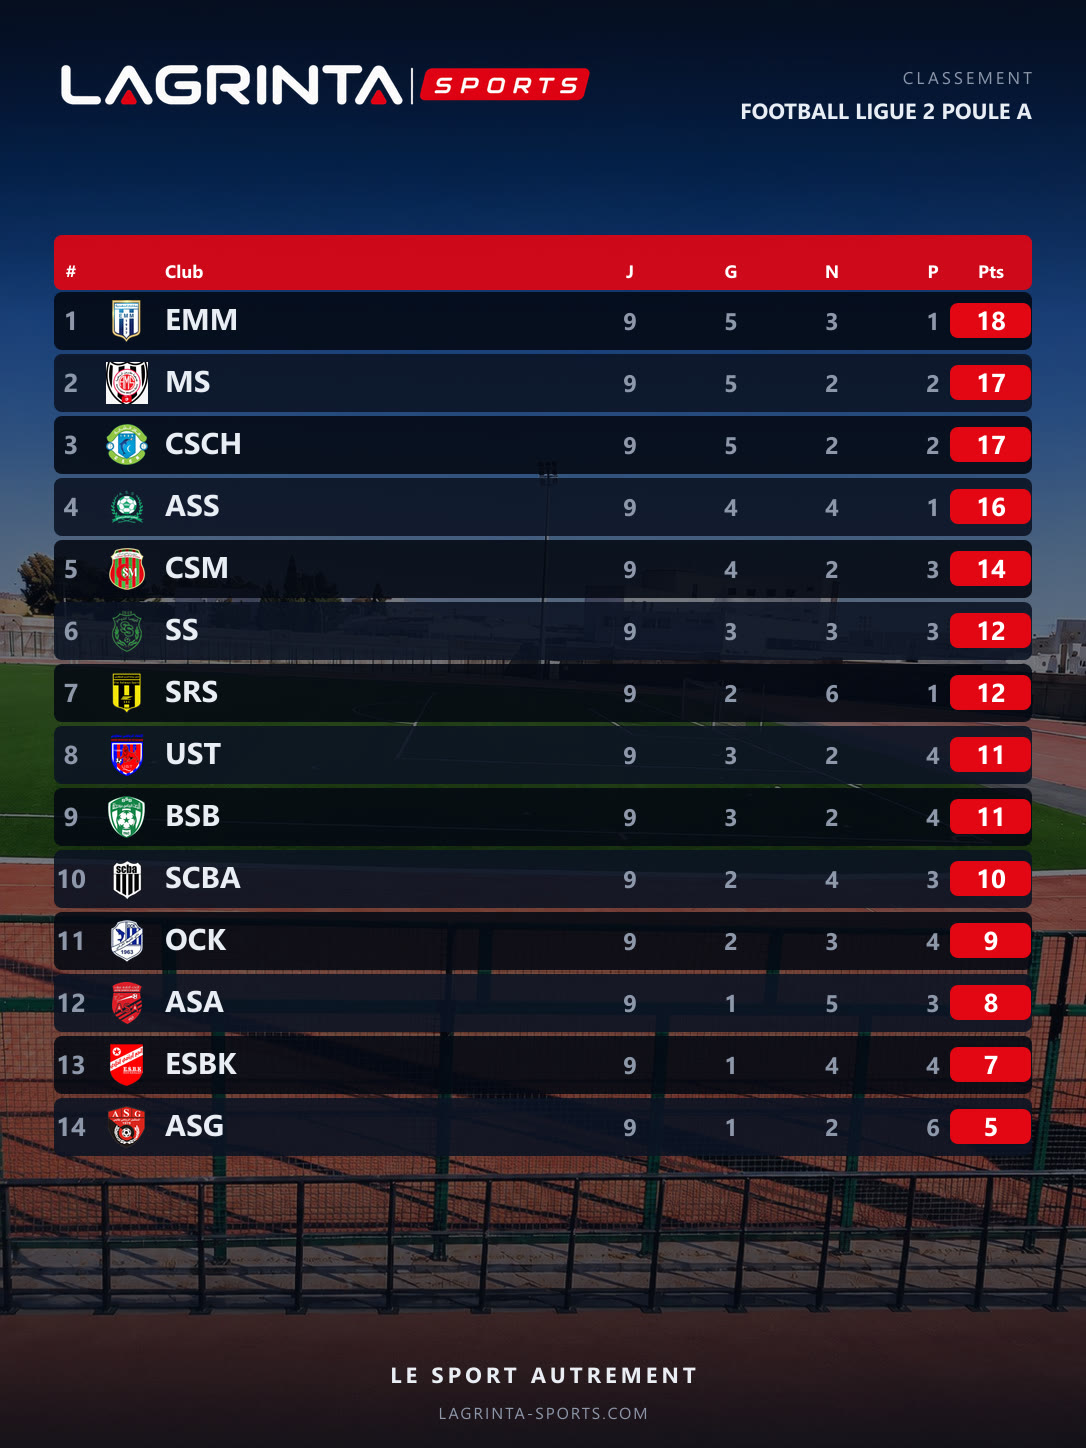 LAGRINTA SPORTS
CLASSEMENT
FOOTBALL LIGUE 2 POULE A
# Club J G N P Pts
1 EMM 9 5 3 1 18
2 MS 9 5 2 2 17
3 CSCH 9 5 2 2 17
4 ASS 9 4 4 1 16
5 CSM 9 4 2 3 14
6 SS 9 3 3 3 12
7 SRS 9 2 6 1 12
8 UST 9 3 2 4 11
9 BSB 9 3 2 4 11
10 scba SCBA 9 2 4 3 10
11 1963 OCK 9 2 3 4 9
12 ASA 9 1 5 3 8
13 E.S.B.K ESBK 9 1 4 4 7
14 ASG ASG 9 1 2 6 5
LE SPORT AUTREMENT
LAGRINTA-SPORTS.COM